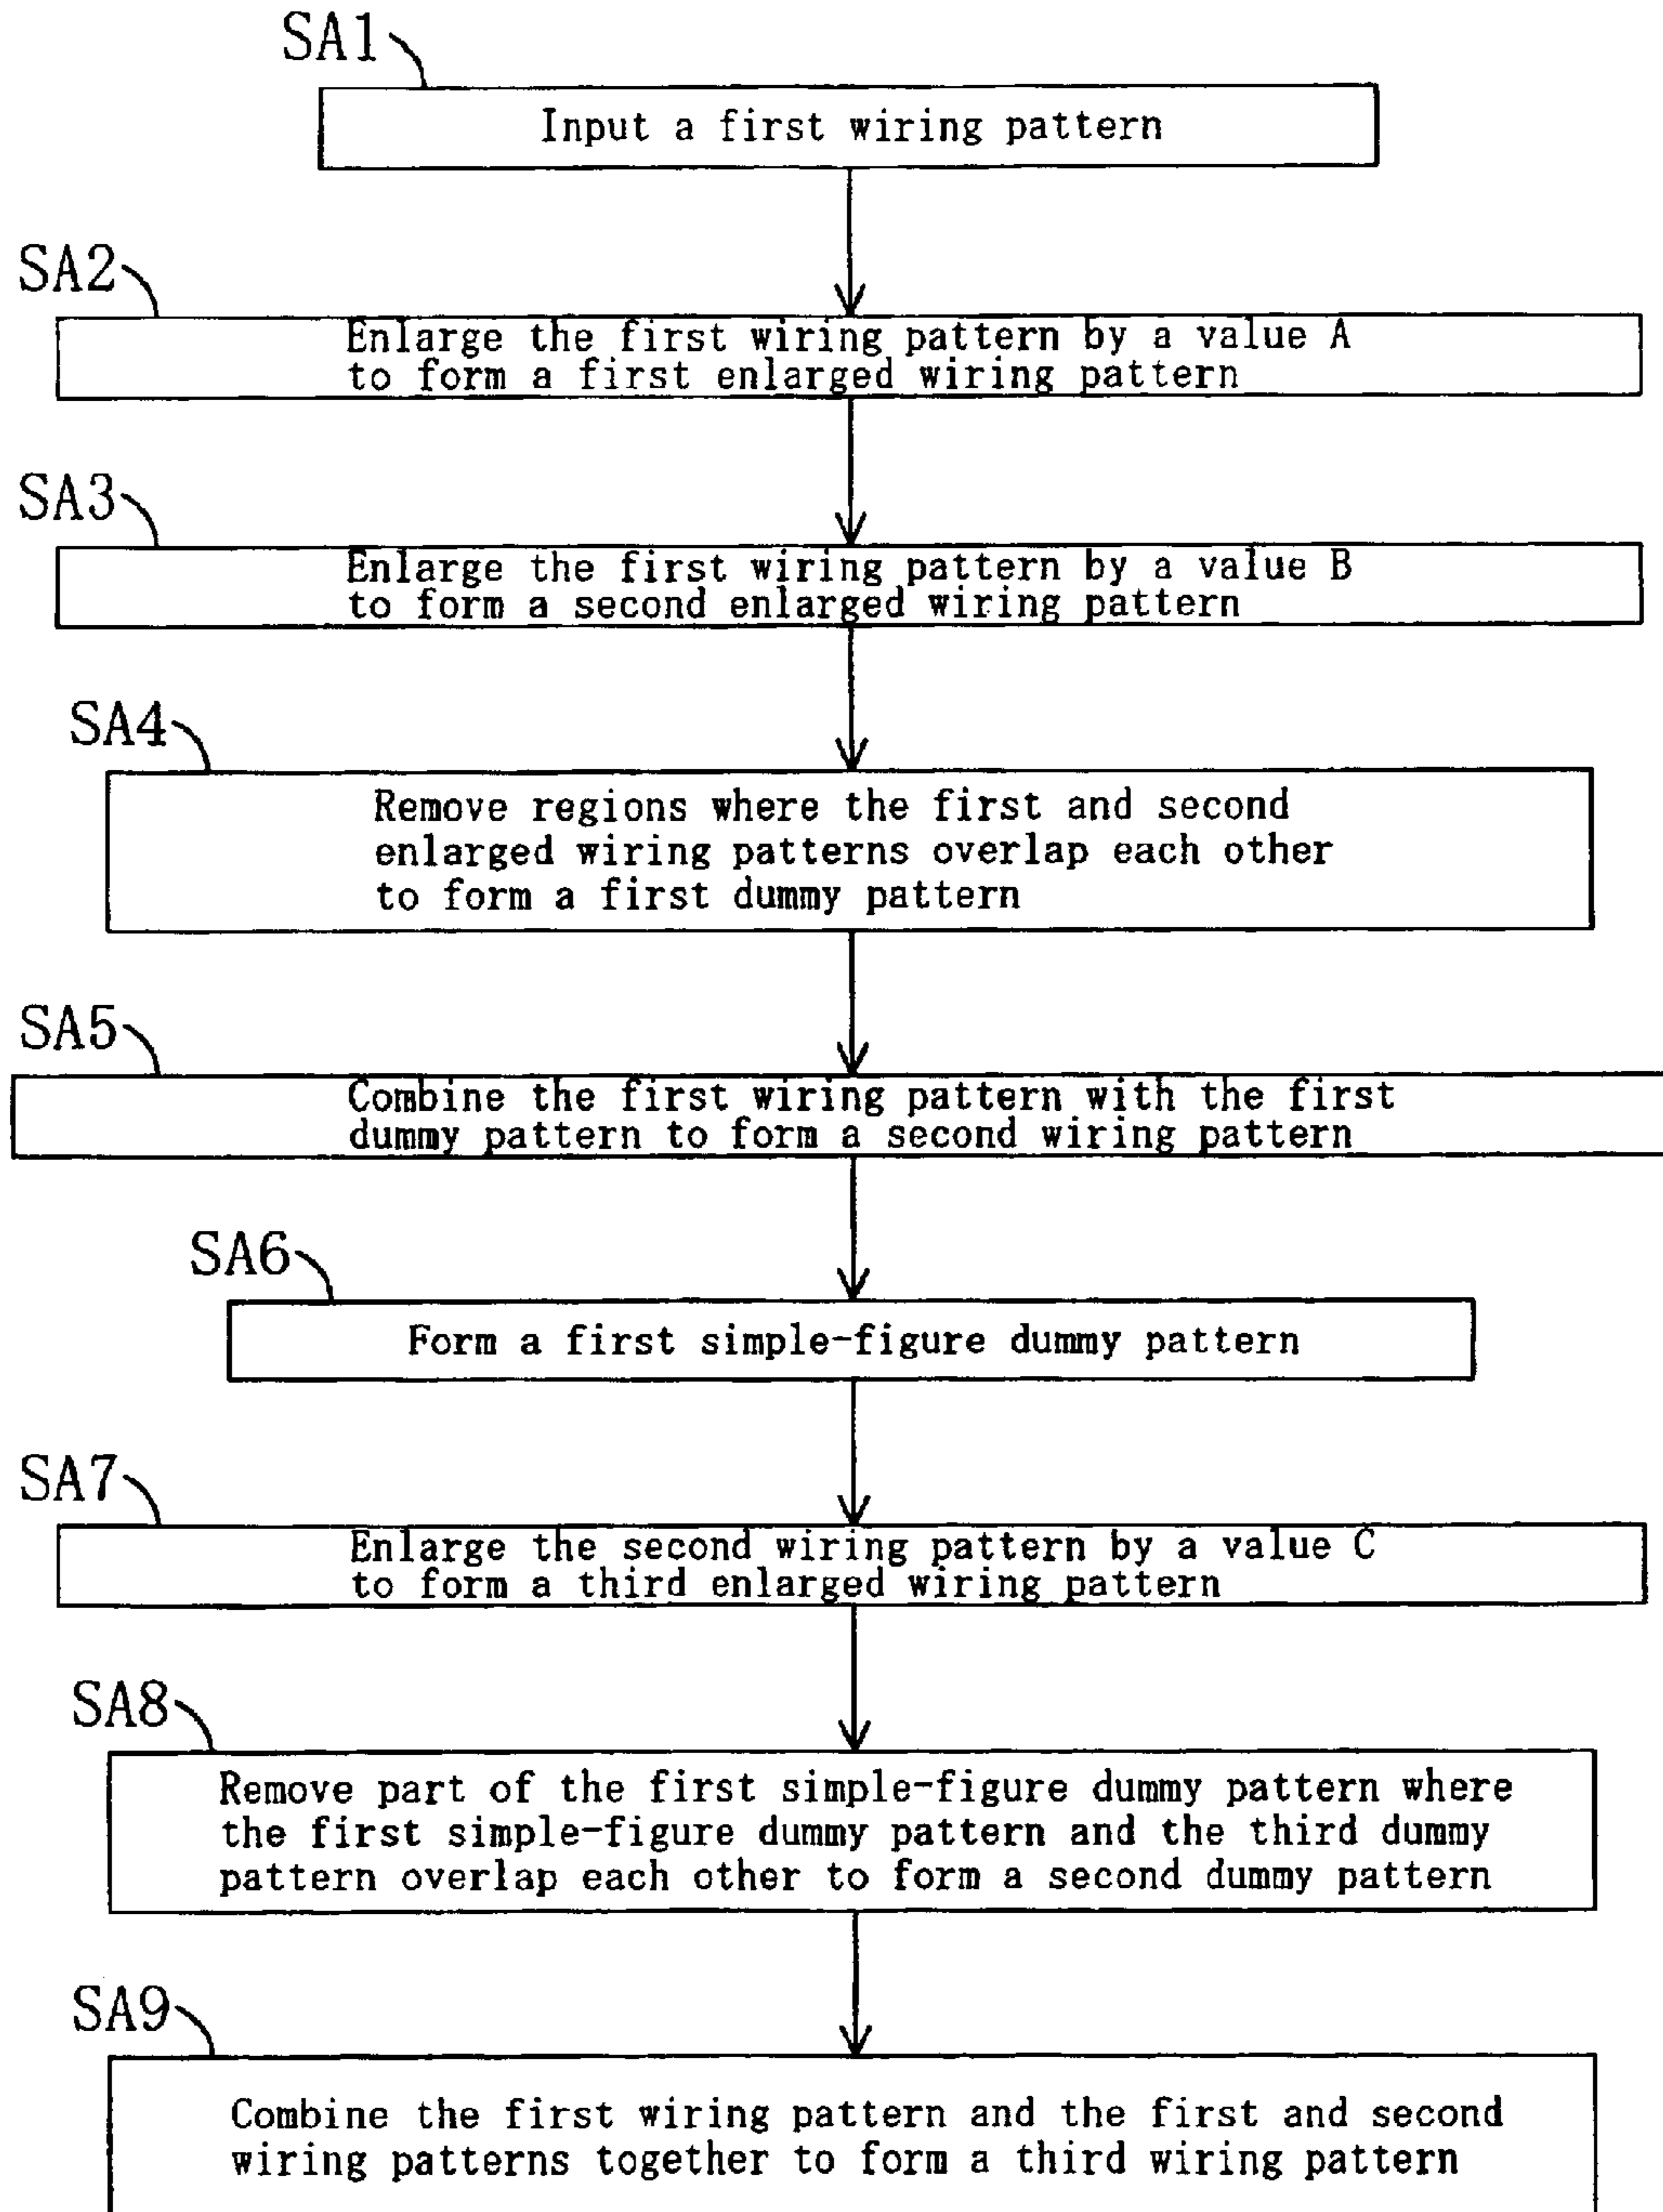 SA1
Input a first wiring pattern
SA2
Enlarge the first wiring pattern by a value A
to form a first enlarged wiring pattern
SA3
Enlarge the first wiring pattern by a value B
to form a second enlarged wiring pattern
SA4
Remove regions where the first and second
enlarged wiring patterns overlap each other
to form a first dummy pattern
SA5
Combine the first wiring pattern with the first
dummy pattern to form a second wiring pattern
SA6
Form a first simple-figure dummy pattern
SA7
Enlarge the second wiring pattern by a value C
to form a third enlarged wiring pattern
SA8
Remove part of the first simple-figure dummy pattern where
the first simple-figure dummy pattern and the third dummy
pattern overlap each other to form a second dummy pattern
SA9
Combine the first wiring pattern and the first and second
wiring patterns together to form a third wiring pattern